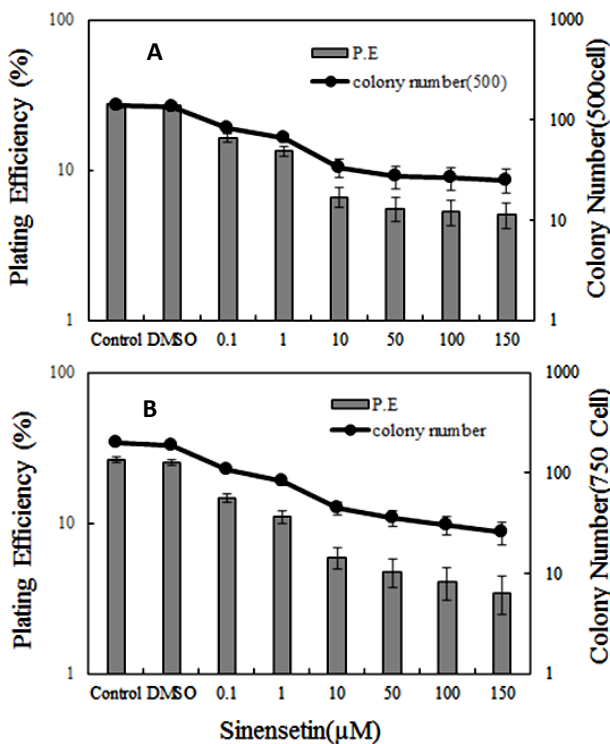 100
10
1
Plating Efficiency (%)
A
P.E
colony number(500)
1000
100
10
1
Colony Number(500cell)
Control DMSO 0.1 1 10 50 100 150
100
10
1
Plating Efficiency (%)
B
P.E
colony number
1000
100
10
1
Colony Number(750 Cell)
Control DMSO 0.1 1 10 50 100 150
Sinensetin(µM)